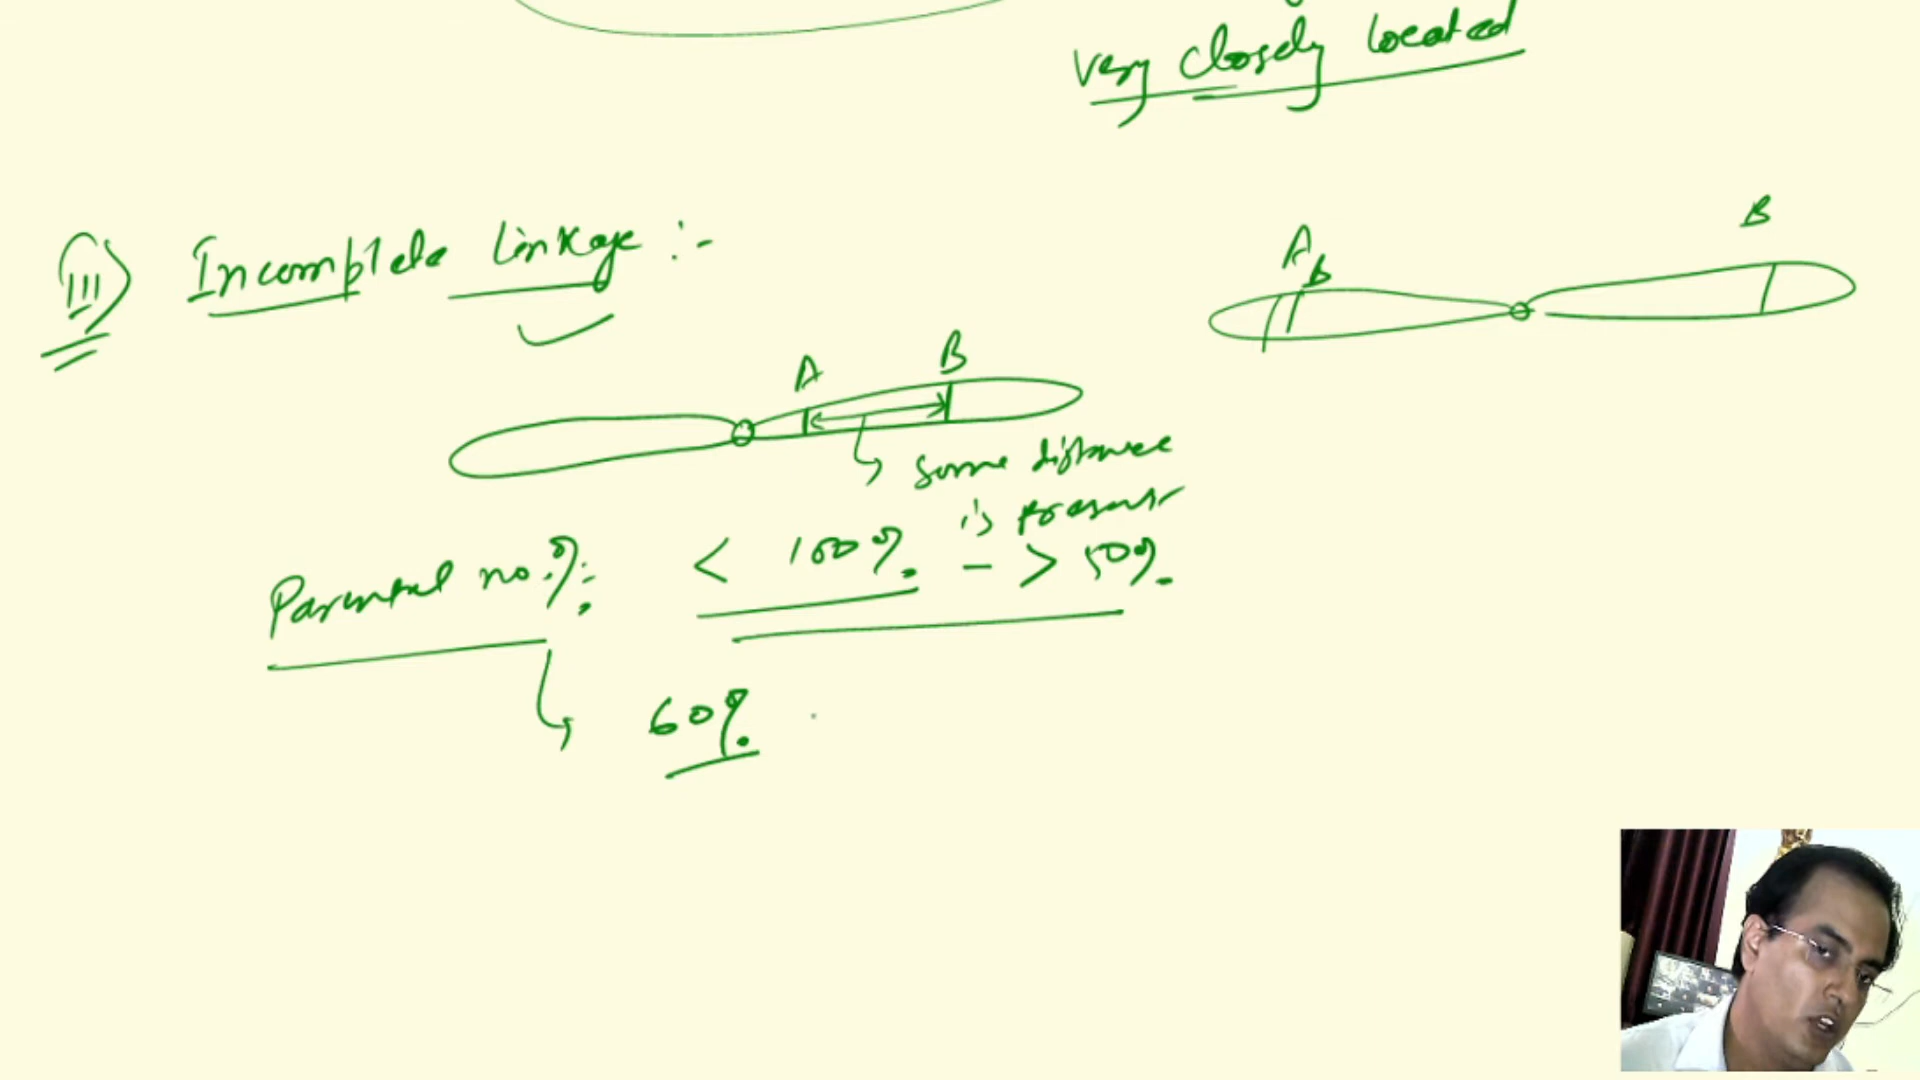 very closely located
III) Incomplete Linkage :-
A
B
B
A B
some distance
is present
Parental no.%: < 100% - > 50%
60%